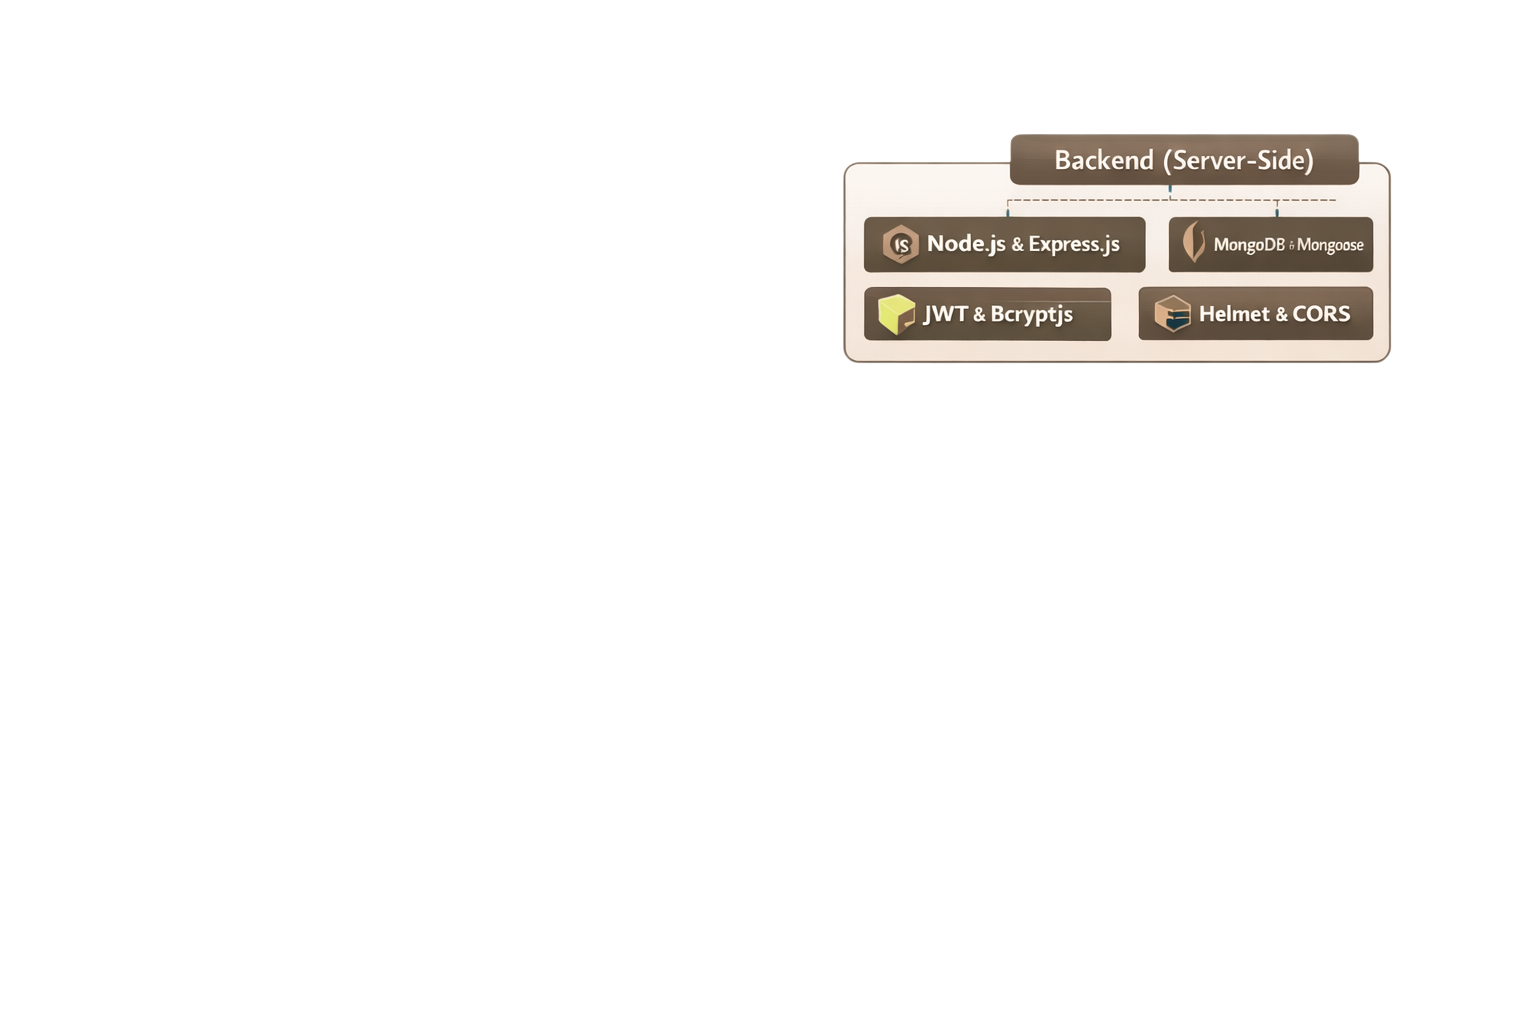 Backend (Server-Side)
Node.js & Express.js
MongoDB & Mongoose
JWT & Bcryptjs
Helmet & CORS